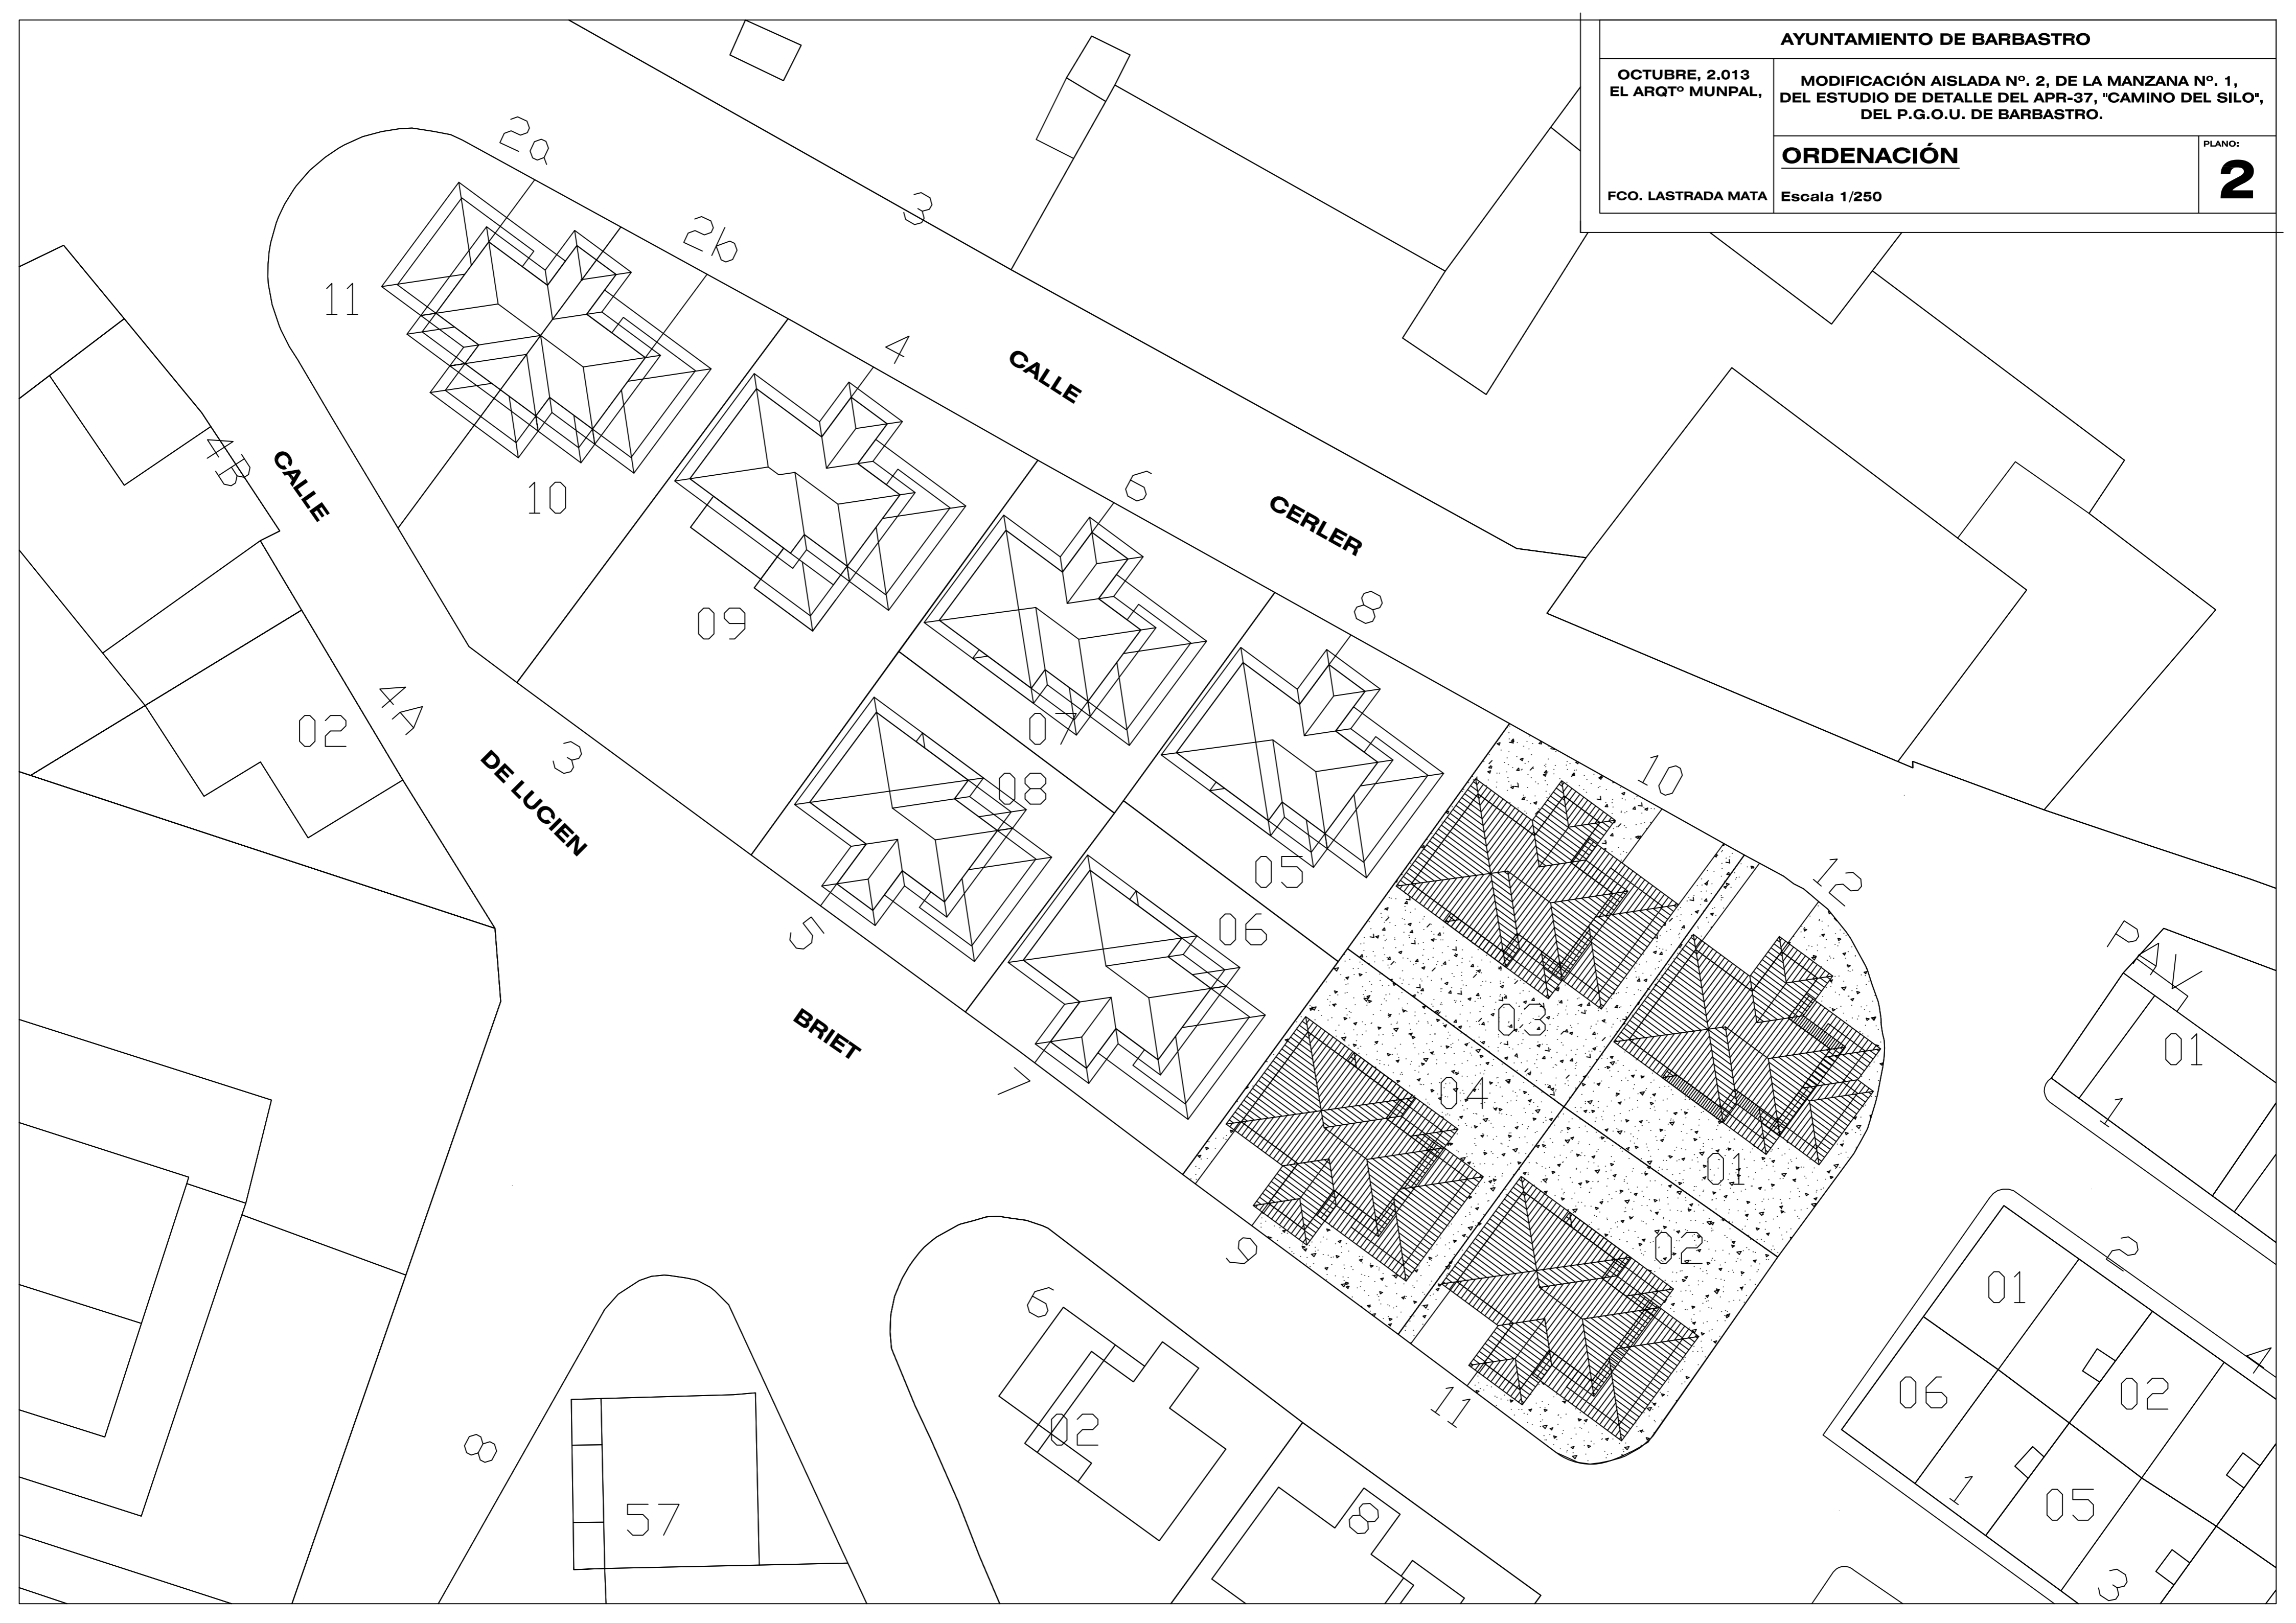 AYUNTAMIENTO DE BARBASTRO
OCTUBRE, 2.013
EL ARQTº MUNPAL,
FCO. LASTRADA MATA
MODIFICACIÓN AISLADA Nº. 2, DE LA MANZANA Nº. 1,
DEL ESTUDIO DE DETALLE DEL APR-37, "CAMINO DEL SILO",
DEL P.G.O.U. DE BARBASTRO.
ORDENACIÓN
Escala 1/250
PLANO:
2
2a
2b
3
11
4
CALLE
CALLE
10
6
CERLER
09
8
02
4A
3
DE LUCIEN
07
08
05
10
12
5
06
BRIET
7
03
04
PAV
01
1
01
9
02
2
01
6
4
11
02
06
02
8
57
8
1
05
3